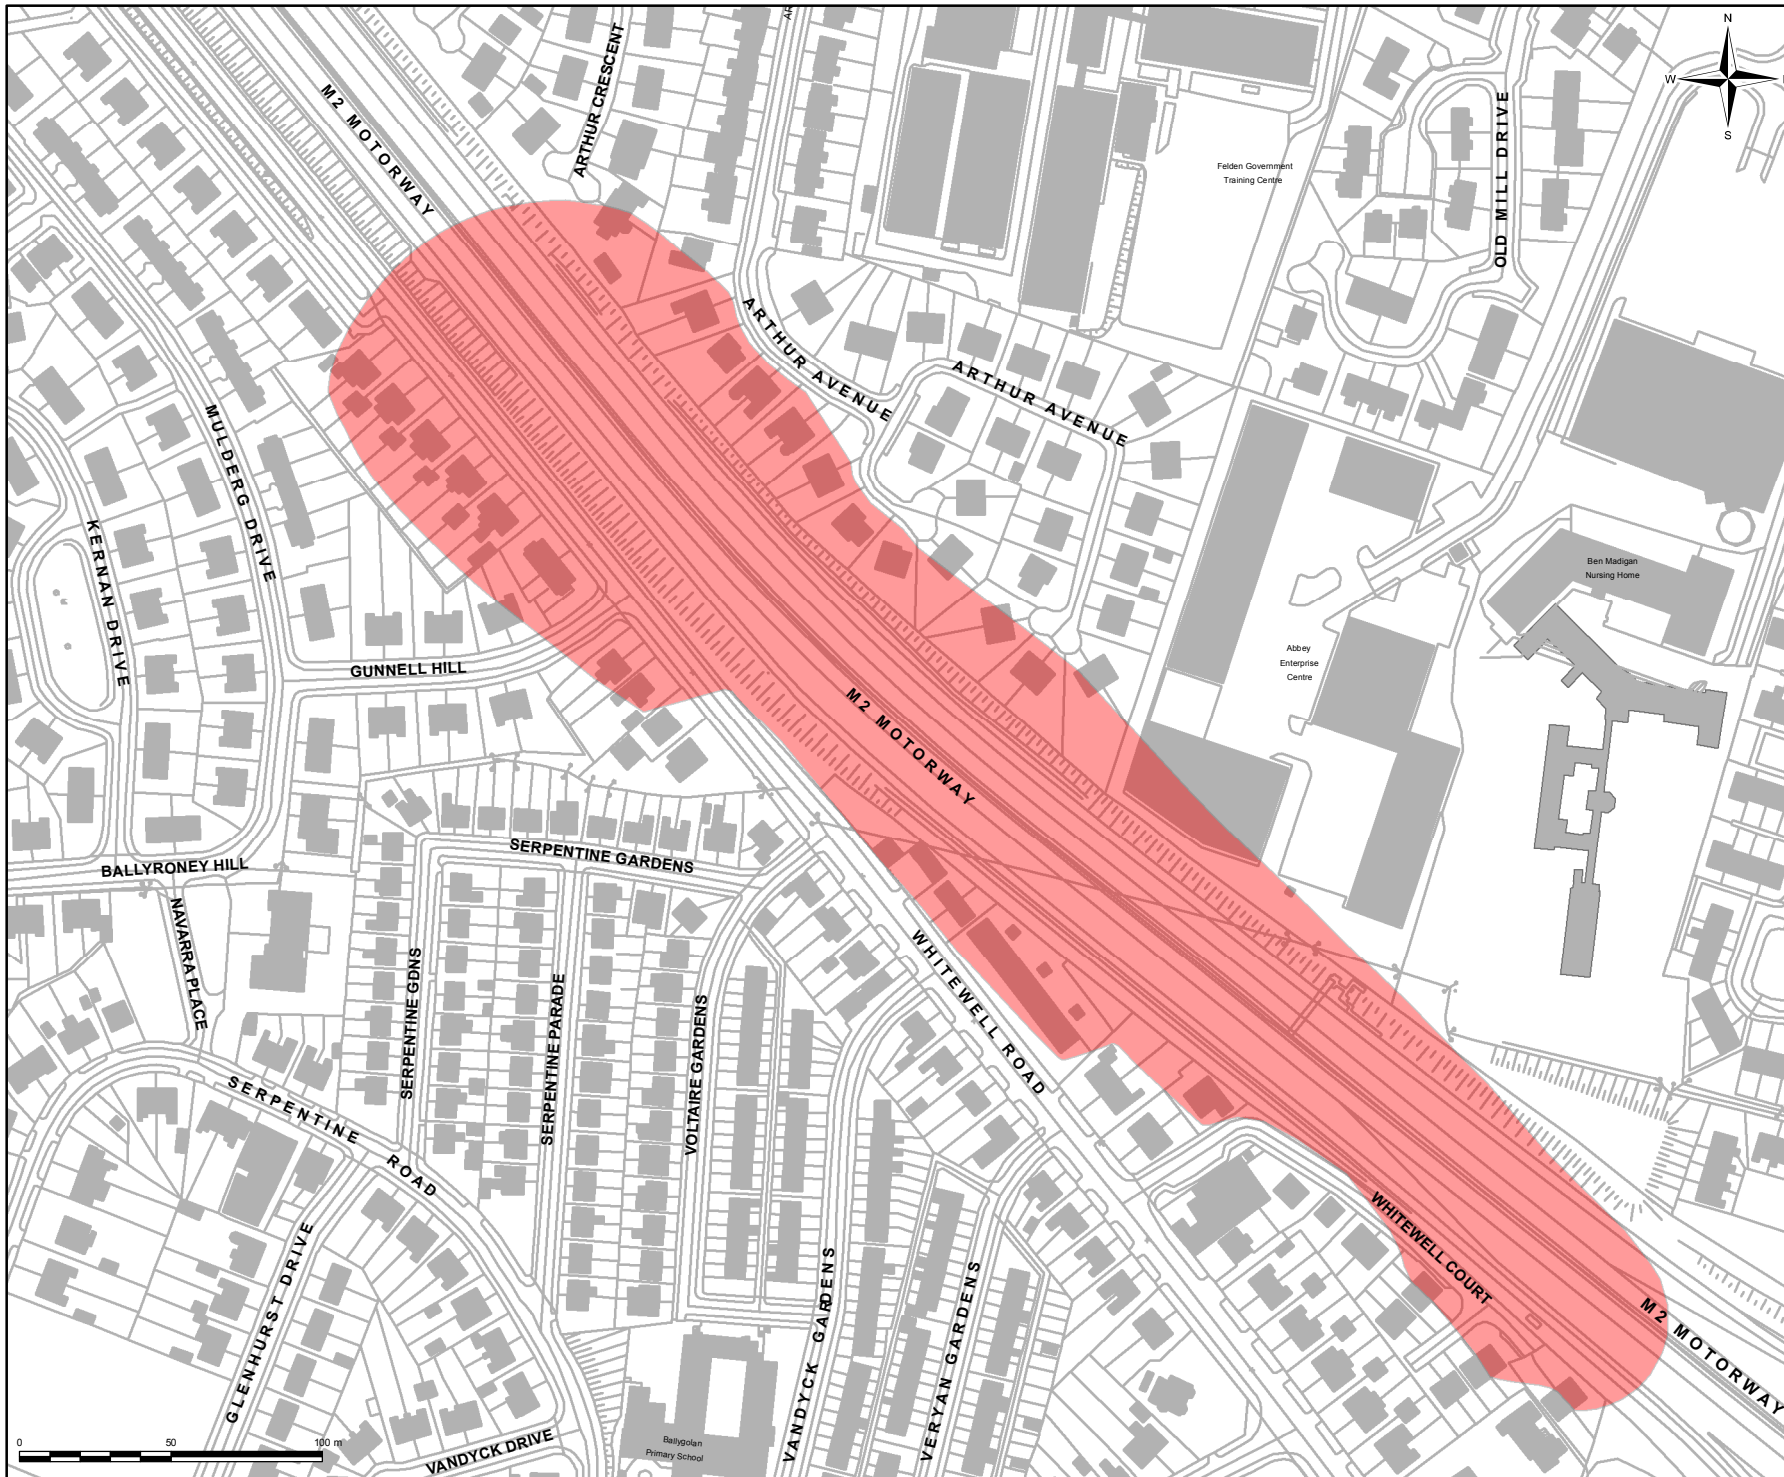 N
W
S
AR
M2 MOTORWAY
ARTHUR CRESCENT
Felden Government
Training Centre
OLD MILL DRIVE
ARTHUR AVENUE
ARTHUR AVENUE
MULDERG DRIVE
KERNAN DRIVE
Ben Madigan
Nursing Home
Abbey
Enterprise
Centre
GUNNELL HILL
M2 MOTORWAY
SERPENTINE GARDENS
BALLYRONEY HILL
NAVARRA PLACE
SERPENTINE GDNS
SERPENTINE PARADE
VOLTAIRE GARDENS
WHITEWELL ROAD
SERPENTINE ROAD
GLENHURST DRIVE
VANDYCK GARDENS
VERYAN GARDENS
WHITEWELL COURT
M2 MOTORWAY
VANDYCK DRIVE
Ballygolan
Primary School
0 50 100 m